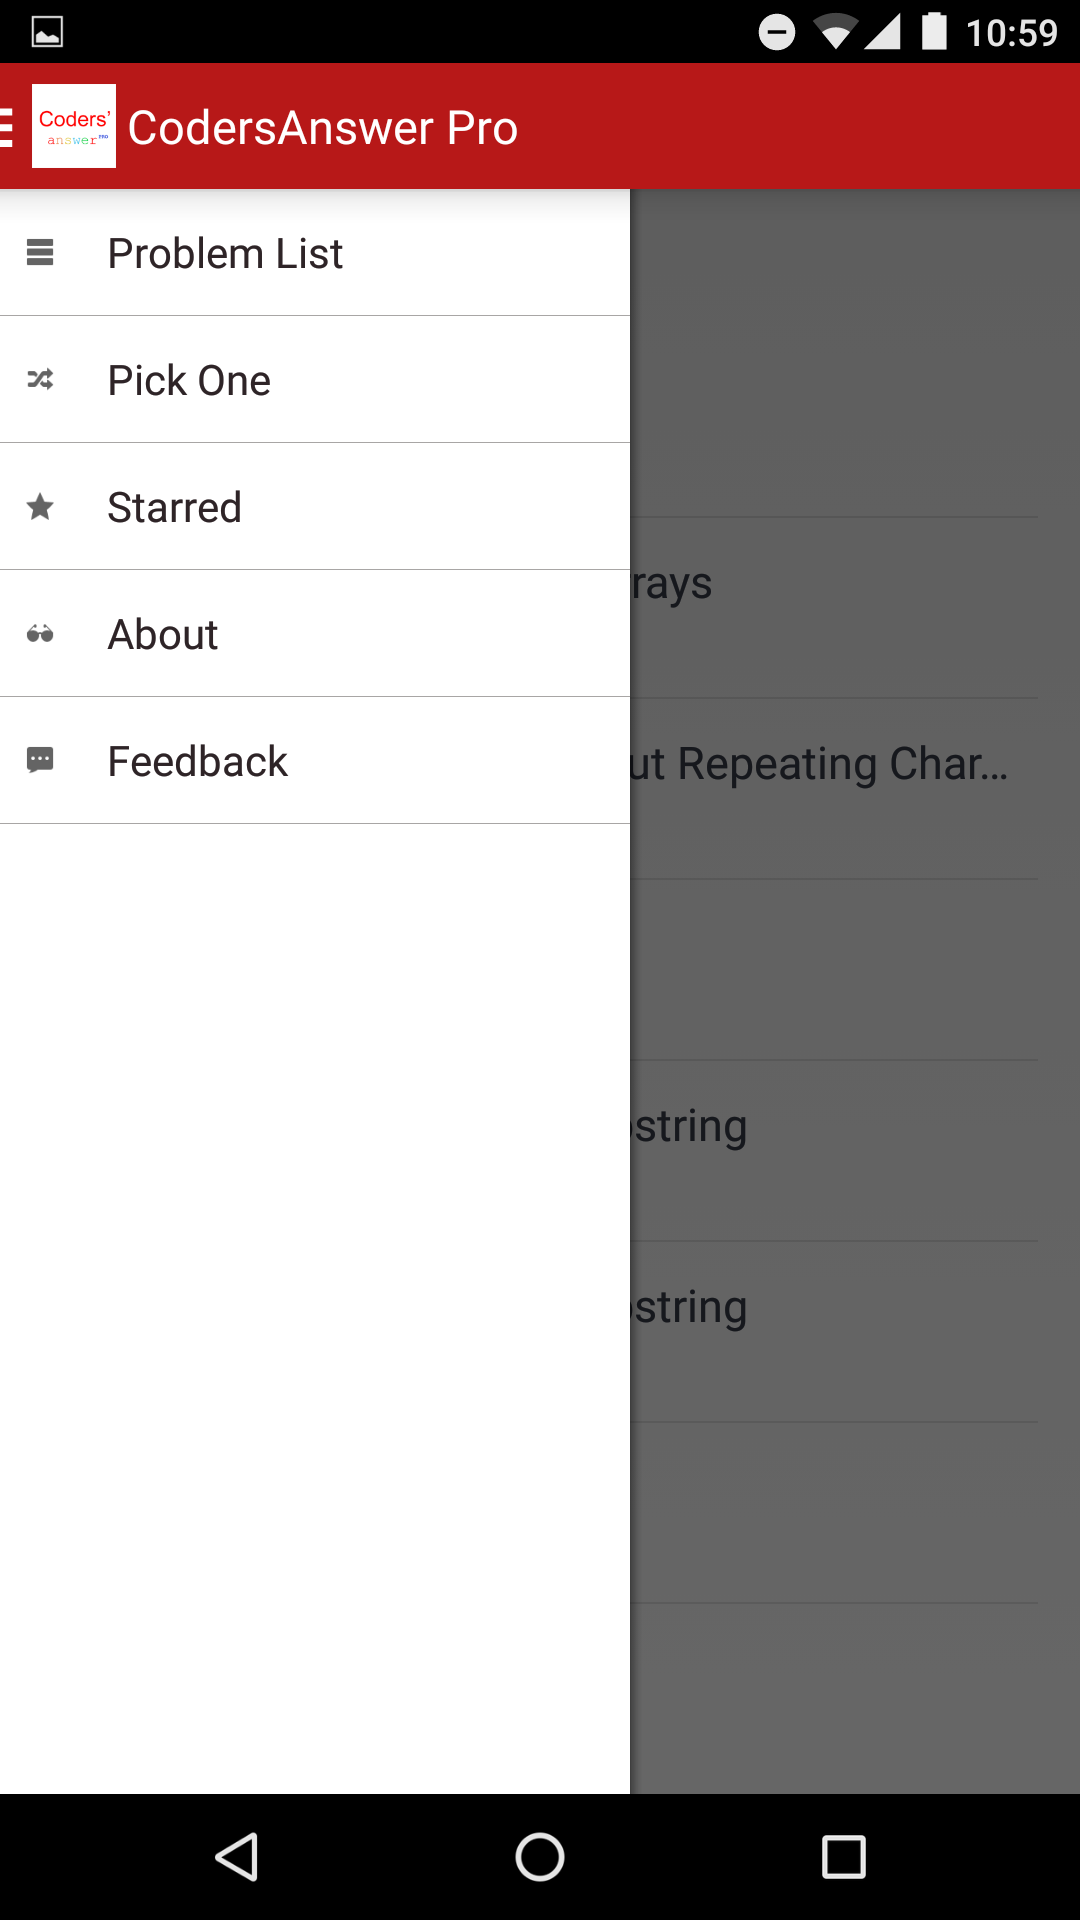 10:59
Coders'
answer PRO
CodersAnswer Pro
Problem List
Pick One
Starred
rays
About
ut Repeating Char...
Feedback
string
string